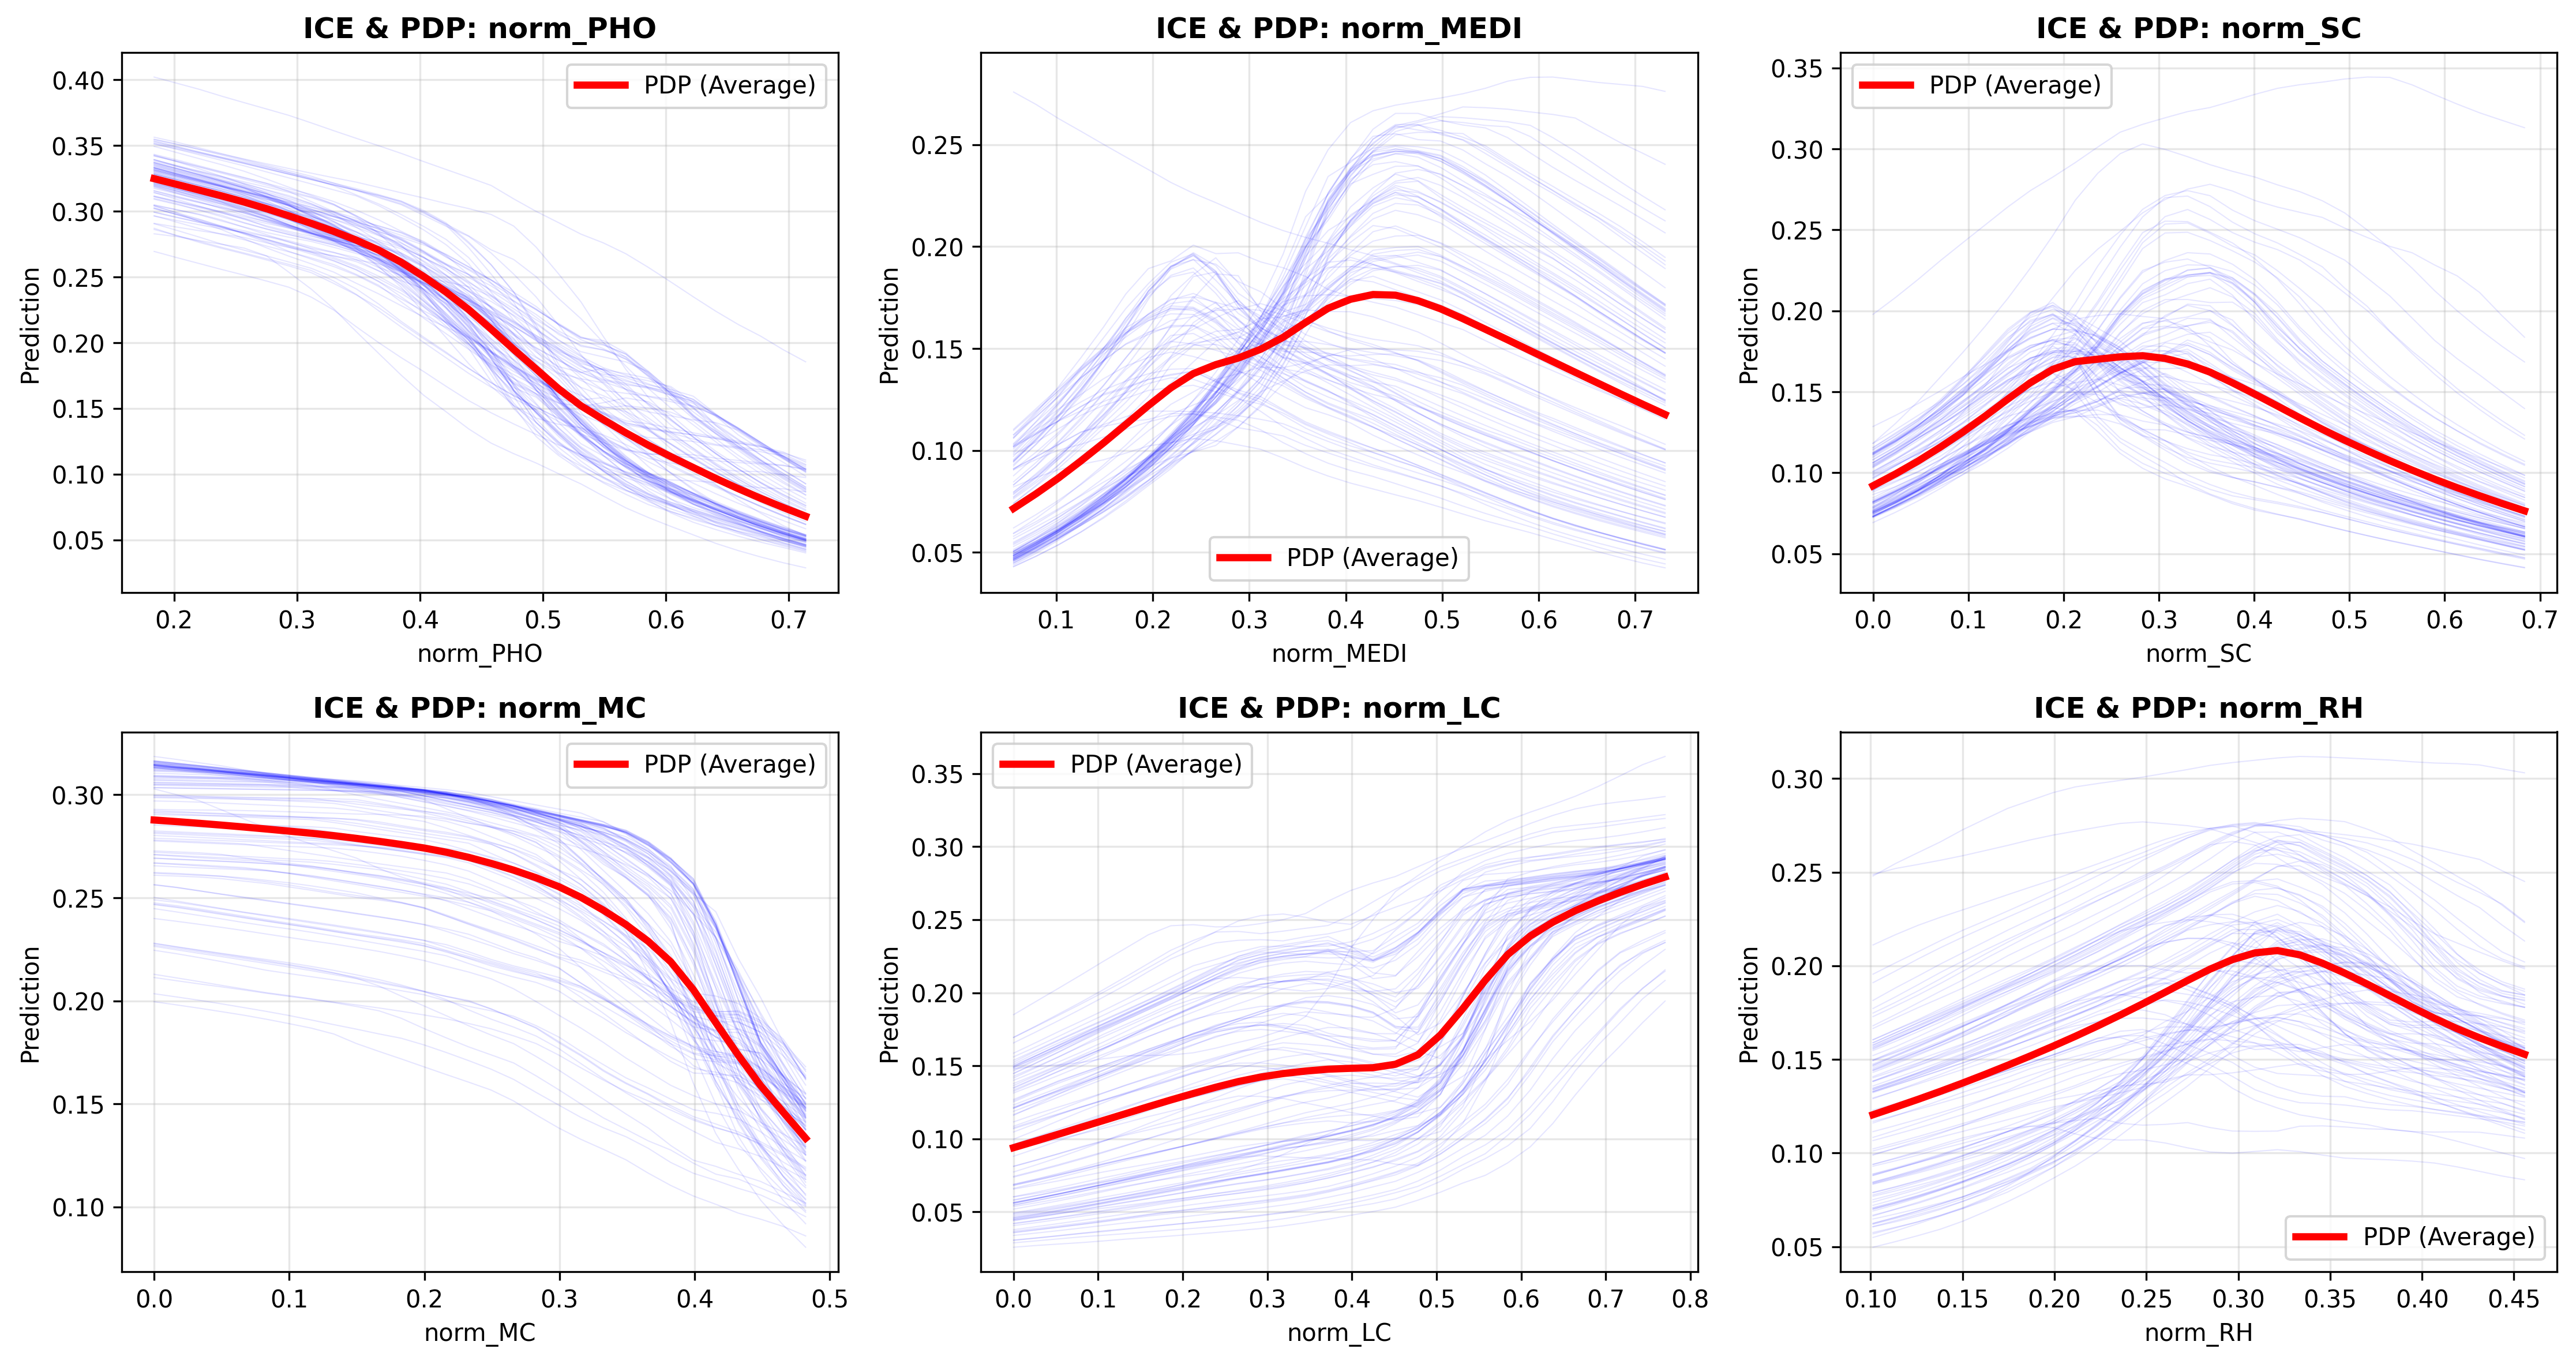 ICE & PDP: norm_PHO
PDP (Average)
Prediction
0.40
0.35
0.30
0.25
0.20
0.15
0.10
0.05
0.2 0.3 0.4 0.5 0.6 0.7
norm_PHO
ICE & PDP: norm_MEDI
PDP (Average)
Prediction
0.25
0.20
0.15
0.10
0.05
0.1 0.2 0.3 0.4 0.5 0.6 0.7
norm_MEDI
ICE & PDP: norm_SC
PDP (Average)
Prediction
0.35
0.30
0.25
0.20
0.15
0.10
0.05
0.0 0.1 0.2 0.3 0.4 0.5 0.6 0.7
norm_SC
ICE & PDP: norm_MC
PDP (Average)
Prediction
0.30
0.25
0.20
0.15
0.10
0.0 0.1 0.2 0.3 0.4 0.5
norm_MC
ICE & PDP: norm_LC
PDP (Average)
Prediction
0.35
0.30
0.25
0.20
0.15
0.10
0.05
0.0 0.1 0.2 0.3 0.4 0.5 0.6 0.7 0.8
norm_LC
ICE & PDP: norm_RH
PDP (Average)
Prediction
0.30
0.25
0.20
0.15
0.10
0.05
0.10 0.15 0.20 0.25 0.30 0.35 0.40 0.45
norm_RH